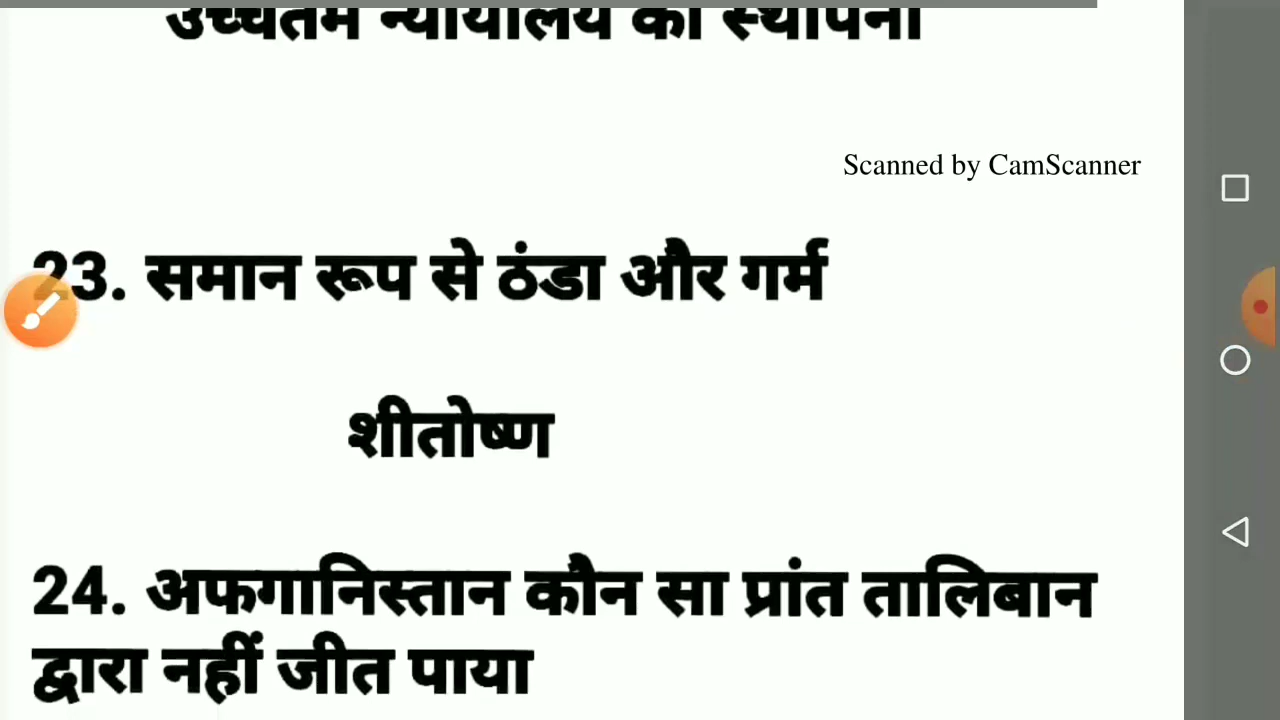 उच्चतम न्यायालय की स्थापना
Scanned by CamScanner
23. समान रूप से ठंडा और गर्म
शीतोष्ण
24. अफगानिस्तान कौन सा प्रांत तालिबान
द्वारा नहीं जीत पाया